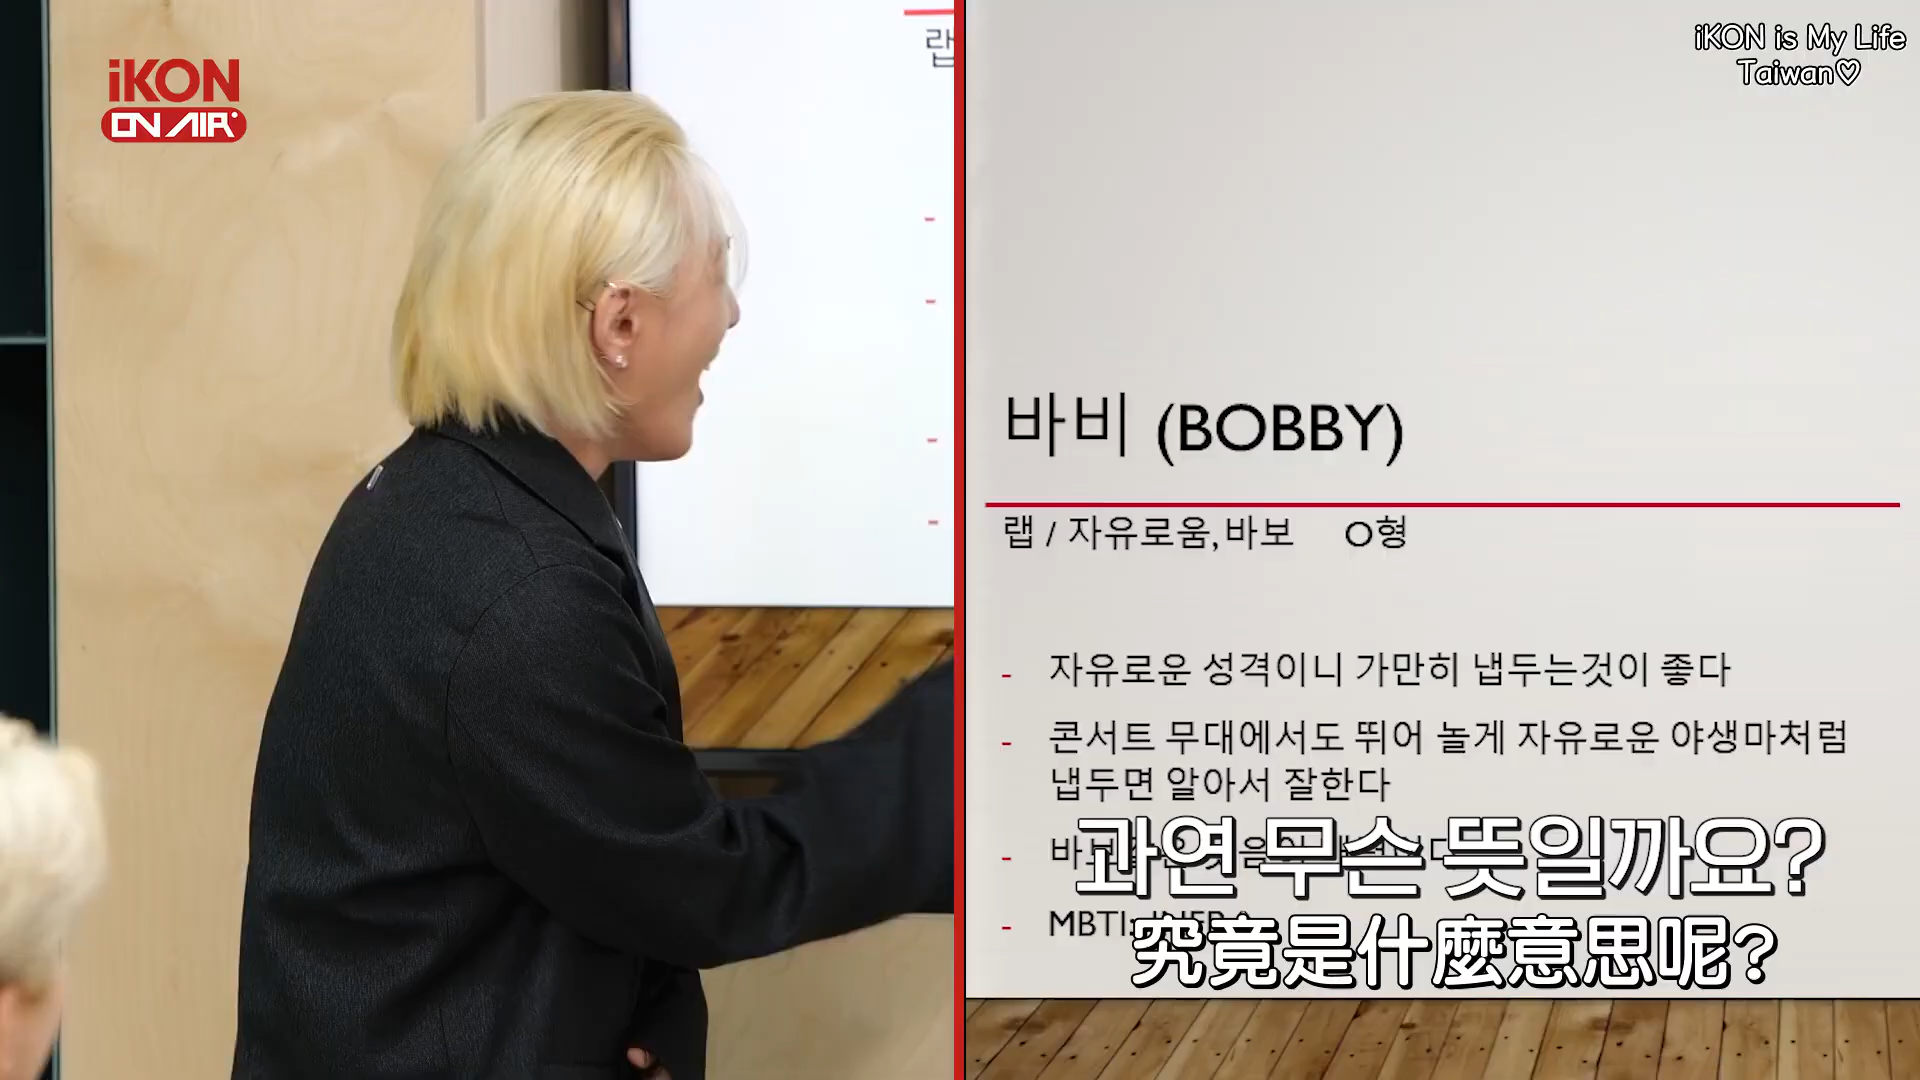 iKON
ON AIR
랩
iKON is My Life
Taiwan♡
바비 (BOBBY)
랩 / 자유로움,바보 O형
- 자유로운 성격이니 가만히 냅두는것이 좋다
- 콘서트 무대에서도 뛰어 놀게 자유로운 야생마처럼
냅두면 알아서 잘한다
과연 무슨 뜻일까요?
- MBTI:
究竟是什麼意思呢?